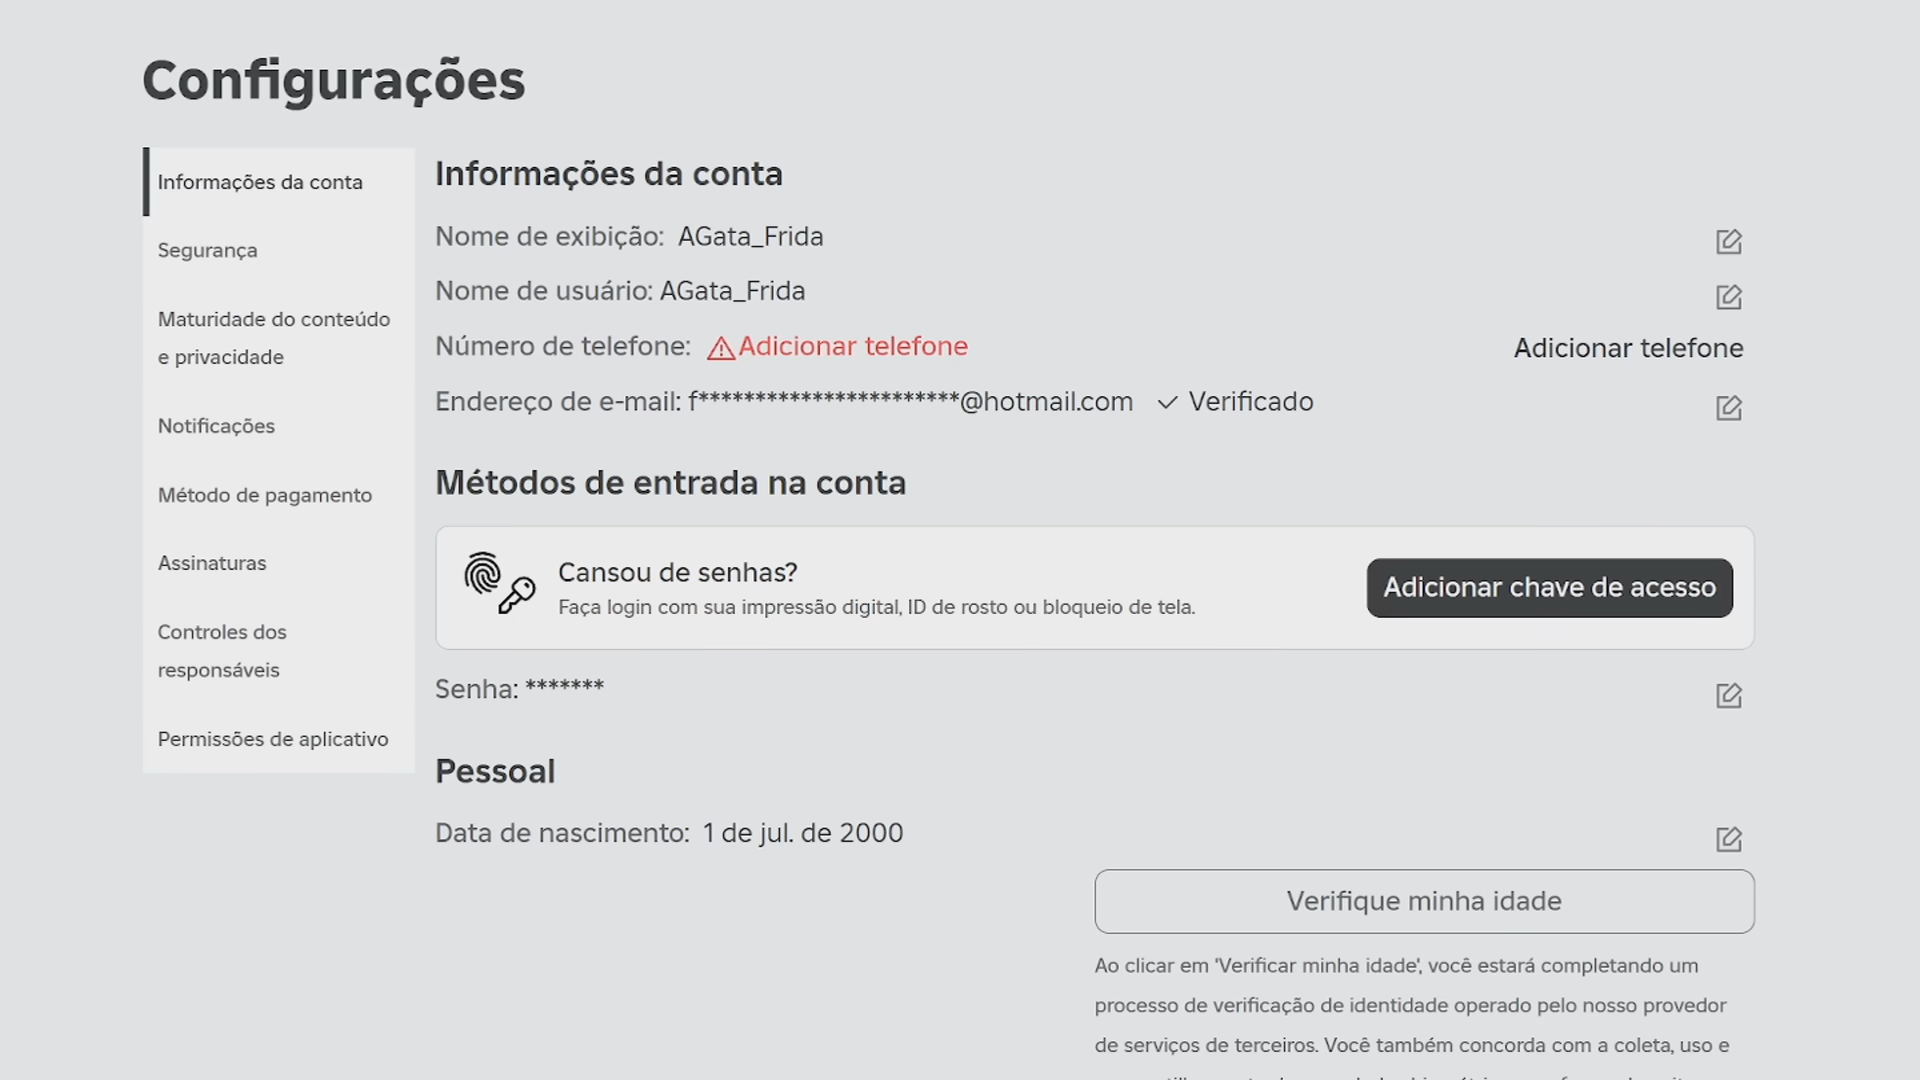 Configurações
Informações da conta
Segurança
Maturidade do conteúdo
e privacidade
Notificações
Método de pagamento
Assinaturas
Controles dos
responsáveis
Permissões de aplicativo
Informações da conta
Nome de exibição: AGata_Frida
Nome de usuário: AGata_Frida
Número de telefone: Adicionar telefone
Adicionar telefone
Endereço de e-mail: f***********************@hotmail.com Verificado
Métodos de entrada na conta
Cansou de senhas?
Faça login com sua impressão digital, ID de rosto ou bloqueio de tela.
Adicionar chave de acesso
Senha: *******
Pessoal
Data de nascimento: 1 de jul. de 2000
Verifique minha idade
Ao clicar em 'Verificar minha idade', você estará completando um
processo de verificação de identidade operado pelo nosso provedor
de serviços de terceiros. Você também concorda com a coleta, uso e